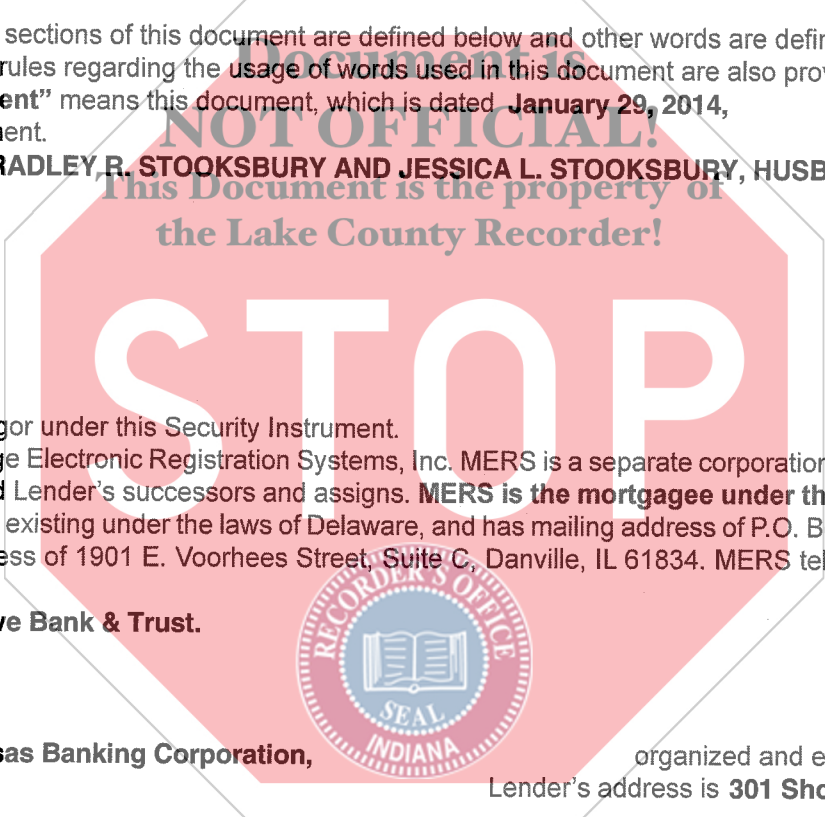 sections of this document are defined below and other words are defin
Document is
rules regarding the usage of words used in this document are also prov
ent” means this document, which is dated January 29, 2014,
NOT OFFICIAL!
ent.
RADLEY R. STOOKSBURY AND JESSICA L. STOOKSBURY, HUSB
This Document is the property of
the Lake County Recorder!
STOP
gor under this Security Instrument.
ge Electronic Registration Systems, Inc. MERS is a separate corporation
d Lender’s successors and assigns. MERS is the mortgagee under th
existing under the laws of Delaware, and has mailing address of P.O. B
ess of 1901 E. Voorhees Street, Suite C, Danville, IL 61834. MERS tel
RECORDER'S OFFICE
ve Bank & Trust.
SEAL
INDIANA
sas Banking Corporation, organized and e
Lender’s address is 301 Sho